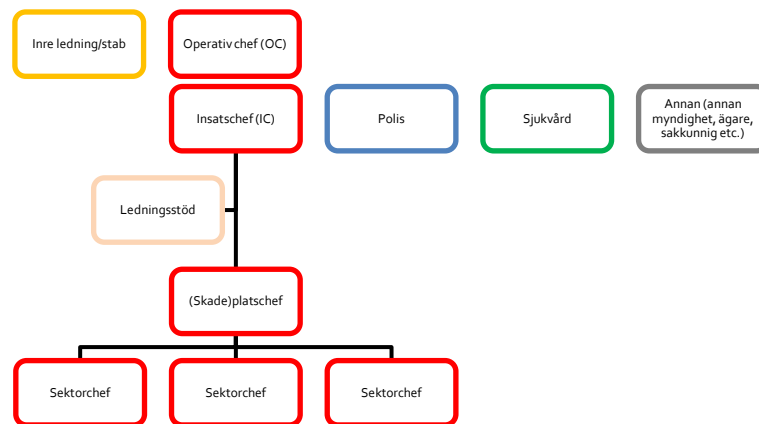 Inre ledning/stab
Operativ chef (OC)
Insatschef (IC)
Polis
Sjukvård
Annan (annan
myndighet, ägare,
sakkunnig etc.)
Ledningsstöd
(Skade)platschef
Sektorchef
Sektorchef
Sektorchef